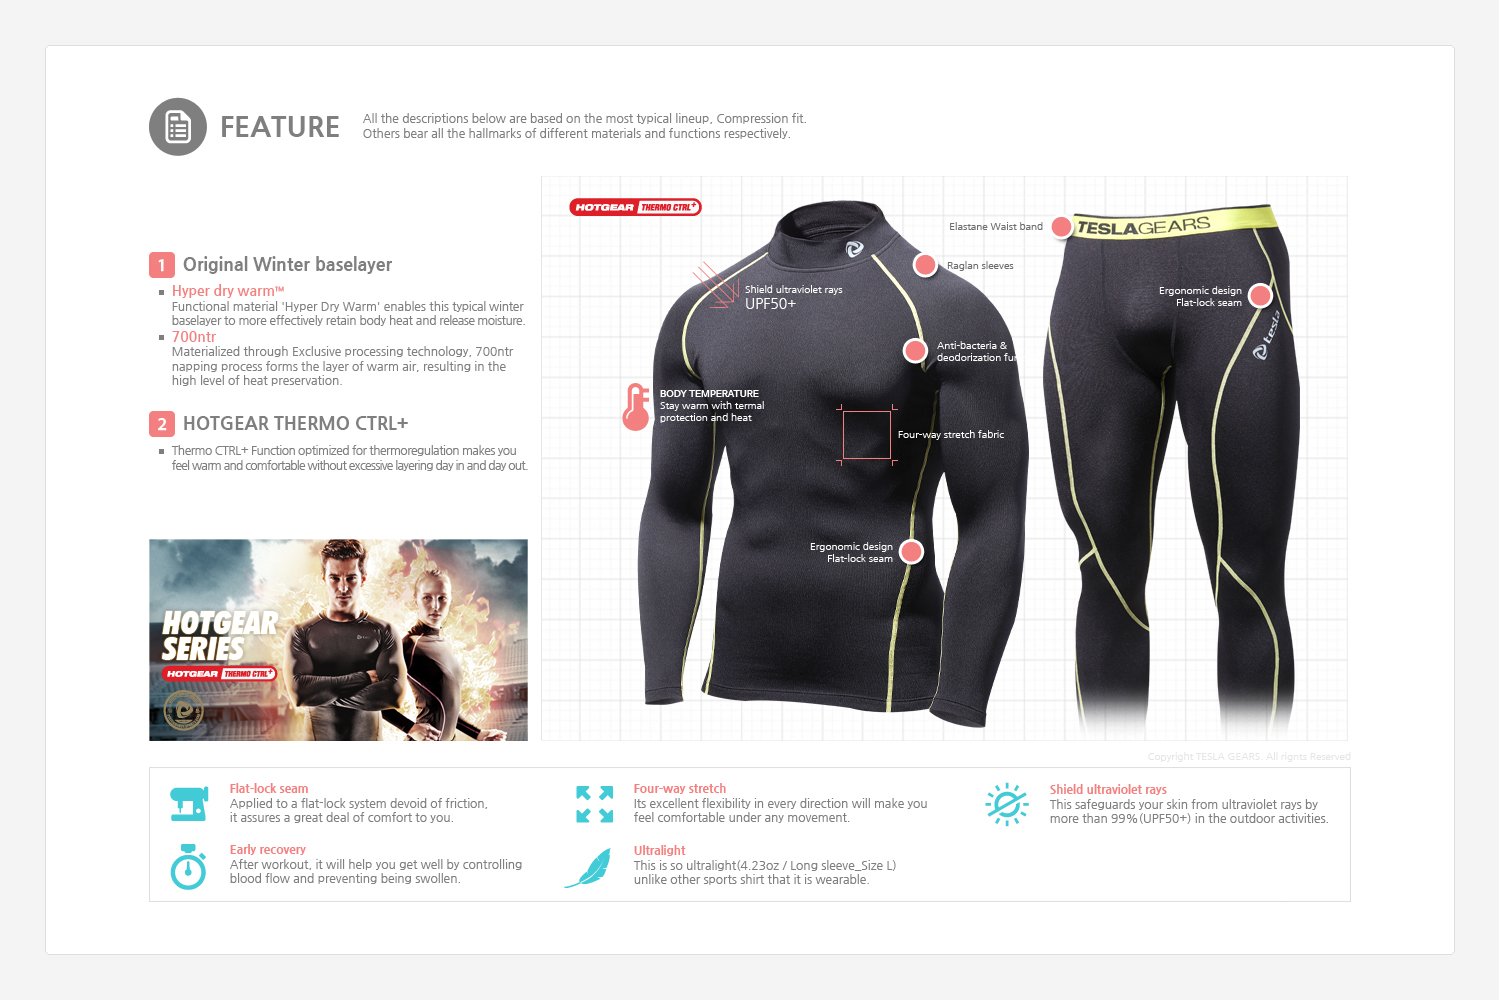 FEATURE
All the descriptions below are based on the most typical lineup, Compression fit.
Others bear all the hallmarks of different materials and functions respectively.
1 Original Winter baselayer
Hyper dry warm™
Functional material 'Hyper Dry Warm' enables this typical winter
baselayer to more effectively retain body heat and release moisture.
700ntr
Materialized through Exclusive processing technology, 700ntr
napping process forms the layer of warm air, resulting in the
high level of heat preservation.
2 HOTGEAR THERMO CTRL+
Thermo CTRL+ Function optimized for thermoregulation makes you
feel warm and comfortable without excessive layering day in and day out.
HOTGEAR
SERIES
HOTGEAR THERMO CTRL+
HOTGEAR THERMO CTRL+
Elastane Waist band
TESLAGEARS
Raglan sleeves
Shield ultraviolet rays
UPF50+
Ergonomic design
Flat-lock seam
tesla
Anti-bacteria &
deodorization fun
BODY TEMPERATURE
Stay warm with termal
protection and heat
Four-way stretch fabric
Ergonomic design
Flat-lock seam
Copyright TESLA GEARS. All rights Reserved
Flat-lock seam
Applied to a flat-lock system devoid of friction,
it assures a great deal of comfort to you.
Four-way stretch
Its excellent flexibility in every direction will make you
feel comfortable under any movement.
Shield ultraviolet rays
This safeguards your skin from ultraviolet rays by
more than 99%(UPF50+) in the outdoor activities.
Early recovery
After workout, it will help you get well by controlling
blood flow and preventing being swollen.
Ultralight
This is so ultralight(4.23oz / Long sleeve_Size L)
unlike other sports shirt that it is wearable.